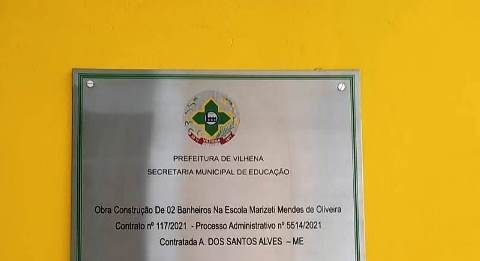 PREFEITURA DE VILHENA
SECRETARIA MUNICIPAL DE EDUCAÇÃO
Obra Construção De 02 Banheiros Na Escola Marizeti Mendes de Oliveira
Contrato nº 117/2021 - Processo Administrativo nº 5514/2021
Contratada A. DOS SANTOS ALVES – ME